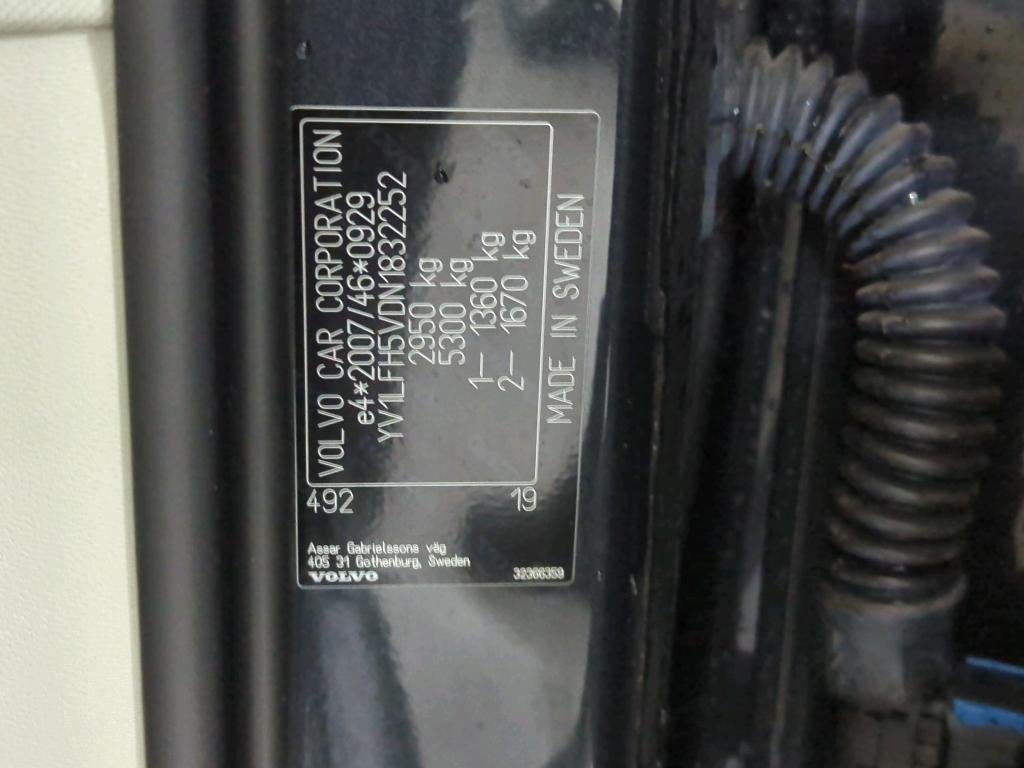 VOLVO CAR CORPORATION
e4*2007/46*0929
YV1LFH5VDN1832252
2950 kg
5300 kg
1– 1360 kg
2– 1670 kg
492
19
MADE IN SWEDEN
Assar Gabrielssons väg
405 31 Gothenburg, Sweden
VOLVO
32366359